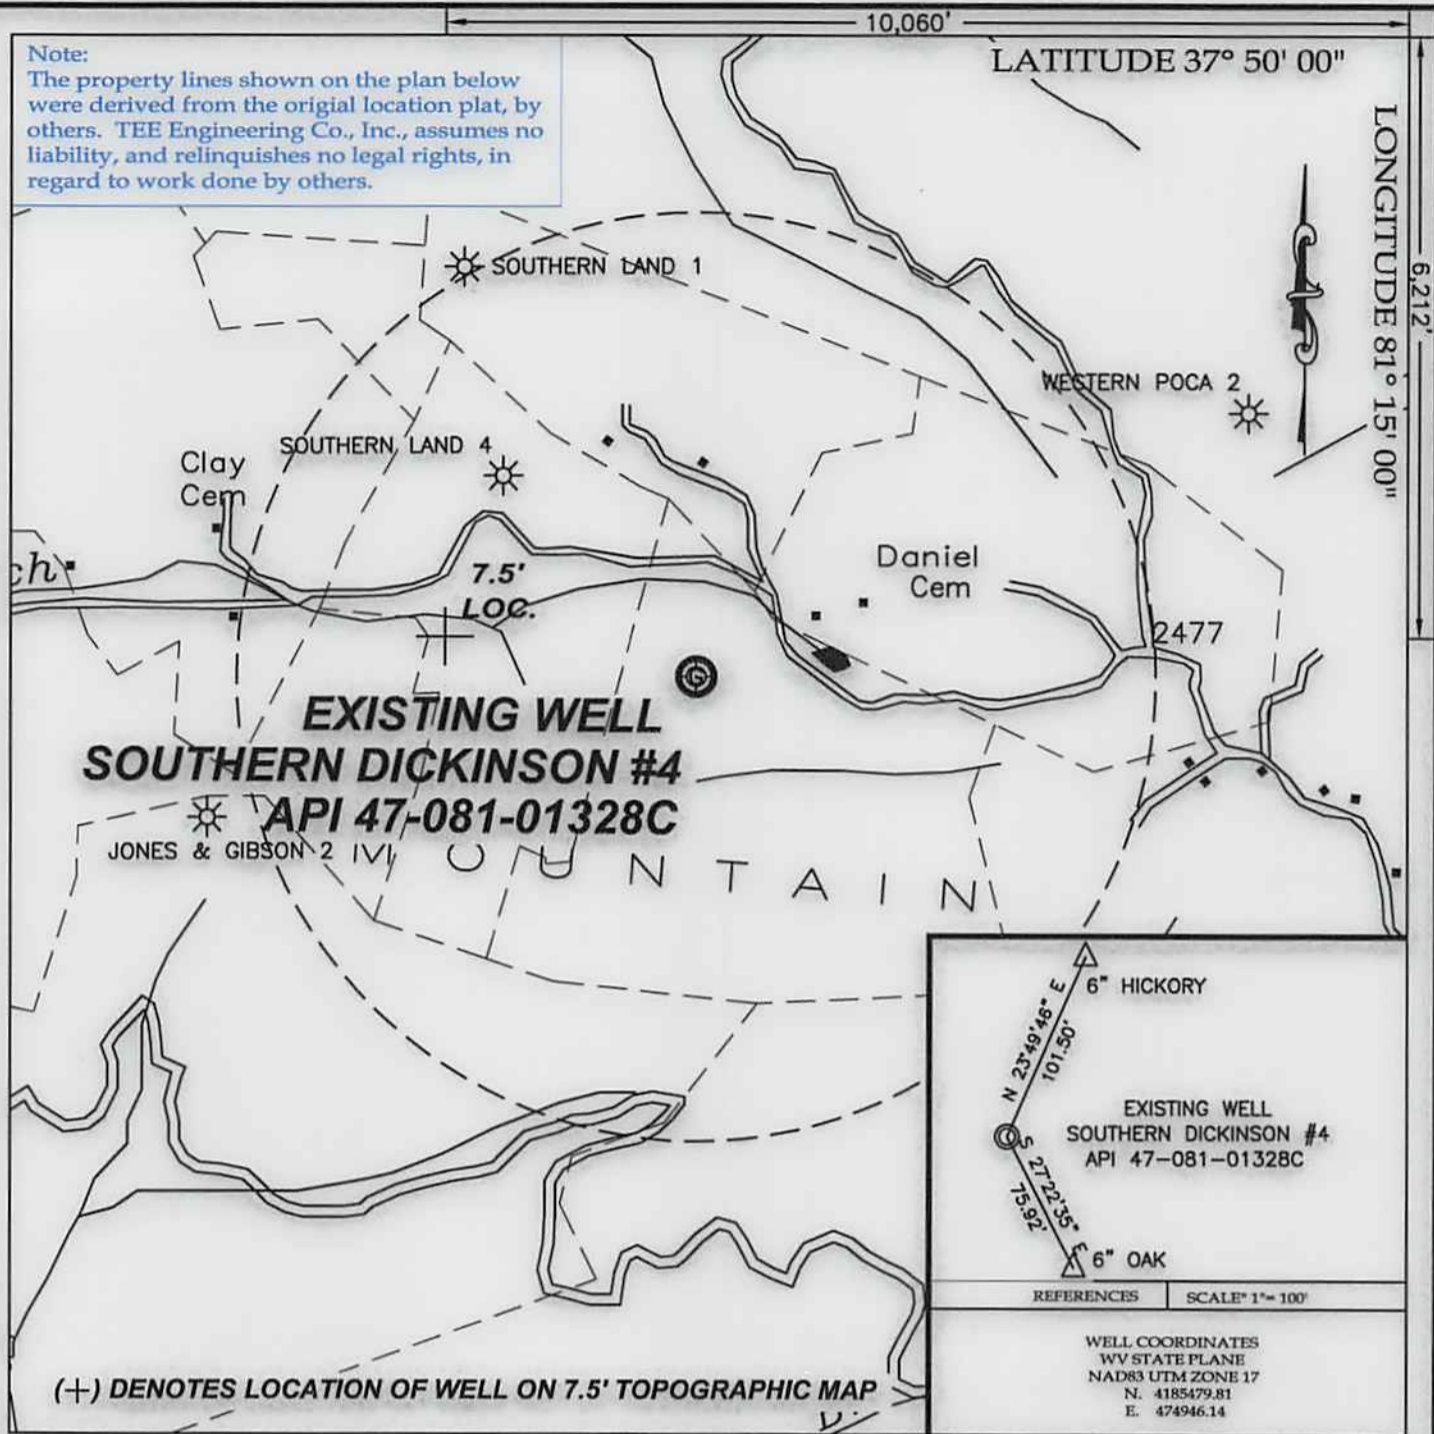 10,060'
Note:
The property lines shown on the plan below
were derived from the origial location plat, by
others. TEE Engineering Co., Inc., assumes no
liability, and relinquishes no legal rights, in
regard to work done by others.
LATITUDE 37° 50' 00"
LONGITUDE 81° 15' 00"
6,212'
SOUTHERN LAND 1
WESTERN POCA 2
SOUTHERN LAND 4
Clay
Cem
ch
7.5'
LOC.
Daniel
Cem
2477
G
EXISTING WELL
SOUTHERN DICKINSON #4
API 47-081-01328C
JONES & GIBSON 2
MOUNTAIN
6" HICKORY
N 23°49'46" E
101.50'
EXISTING WELL
SOUTHERN DICKINSON #4
API 47-081-01328C
S 27°22'35" E
75.92'
6" OAK
REFERENCES
SCALE" 1"= 100'
WELL COORDINATES
WV STATE PLANE
NAD83 UTM ZONE 17
N. 4185479.81
E. 474946.14
(+) DENOTES LOCATION OF WELL ON 7.5' TOPOGRAPHIC MAP